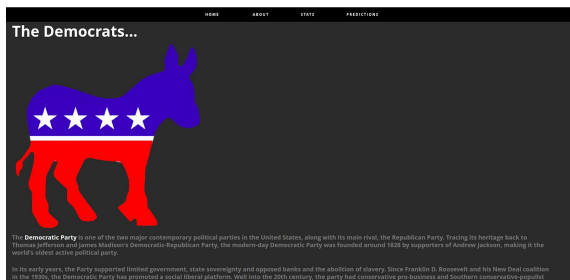 HOME ABOUT STATS PREDICTIONS
The Democrats...
The Democratic Party is one of the two major contemporary political parties in the United States, along with its main rival, the Republican Party. Tracing its heritage back to
Thomas Jefferson and James Madison's Democratic-Republican Party, the modern-day Democratic Party was founded around 1828 by supporters of Andrew Jackson, making it the
world's oldest active political party.
In its early years, the Party supported limited government, state sovereignty and opposed banks and the abolition of slavery. Since Franklin D. Roosevelt and his New Deal coalition
in the 1930s, the Democratic Party has promoted a social liberal platform. Well into the 20th century, the party had conservative pro-business and Southern conservative-populist